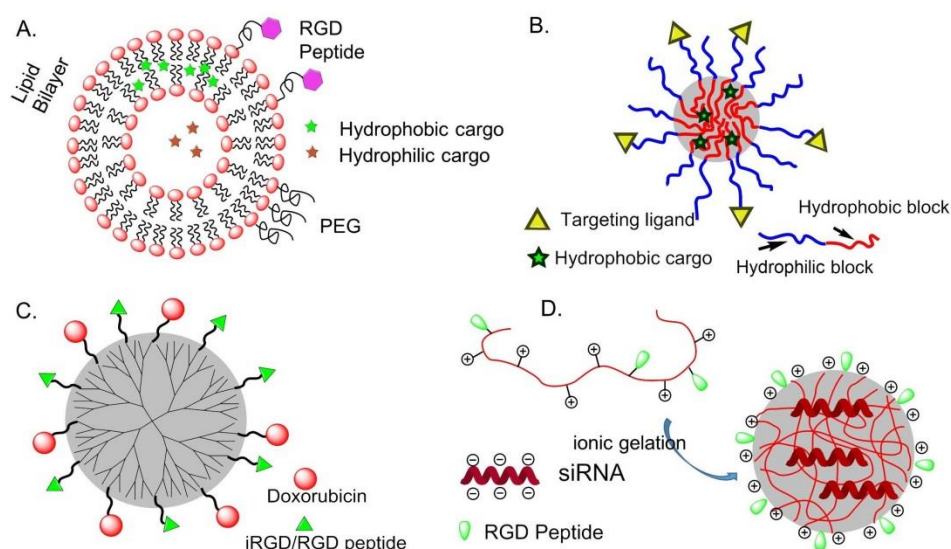 A.
RGD
Peptide
Lipid
Bilayer
Hydrophobic cargo
Hydrophilic cargo
PEG
B.
Targeting ligand
Hydrophobic cargo
Hydrophobic block
Hydrophilic block
C.
Doxorubicin
iRGD/RGD peptide
D.
ionic gelation
siRNA
RGD Peptide